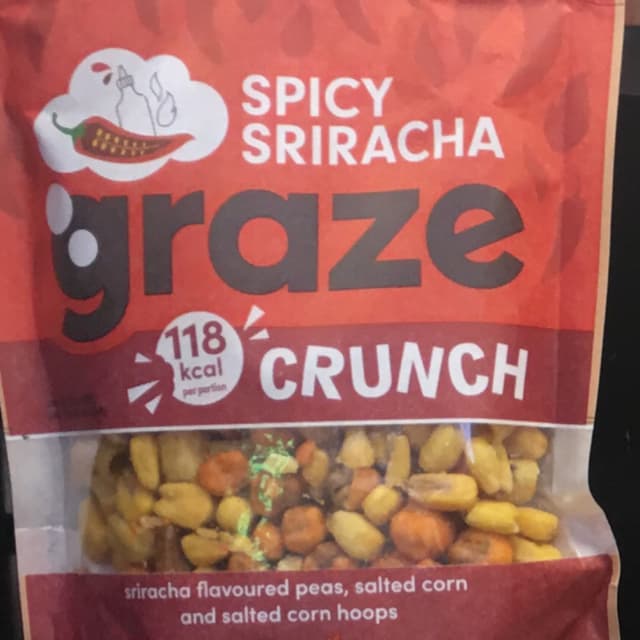 SPICY
SRIRACHA
graze
118
kcal
per portion
CRUNCH
sriracha flavoured peas, salted corn
and salted corn hoops